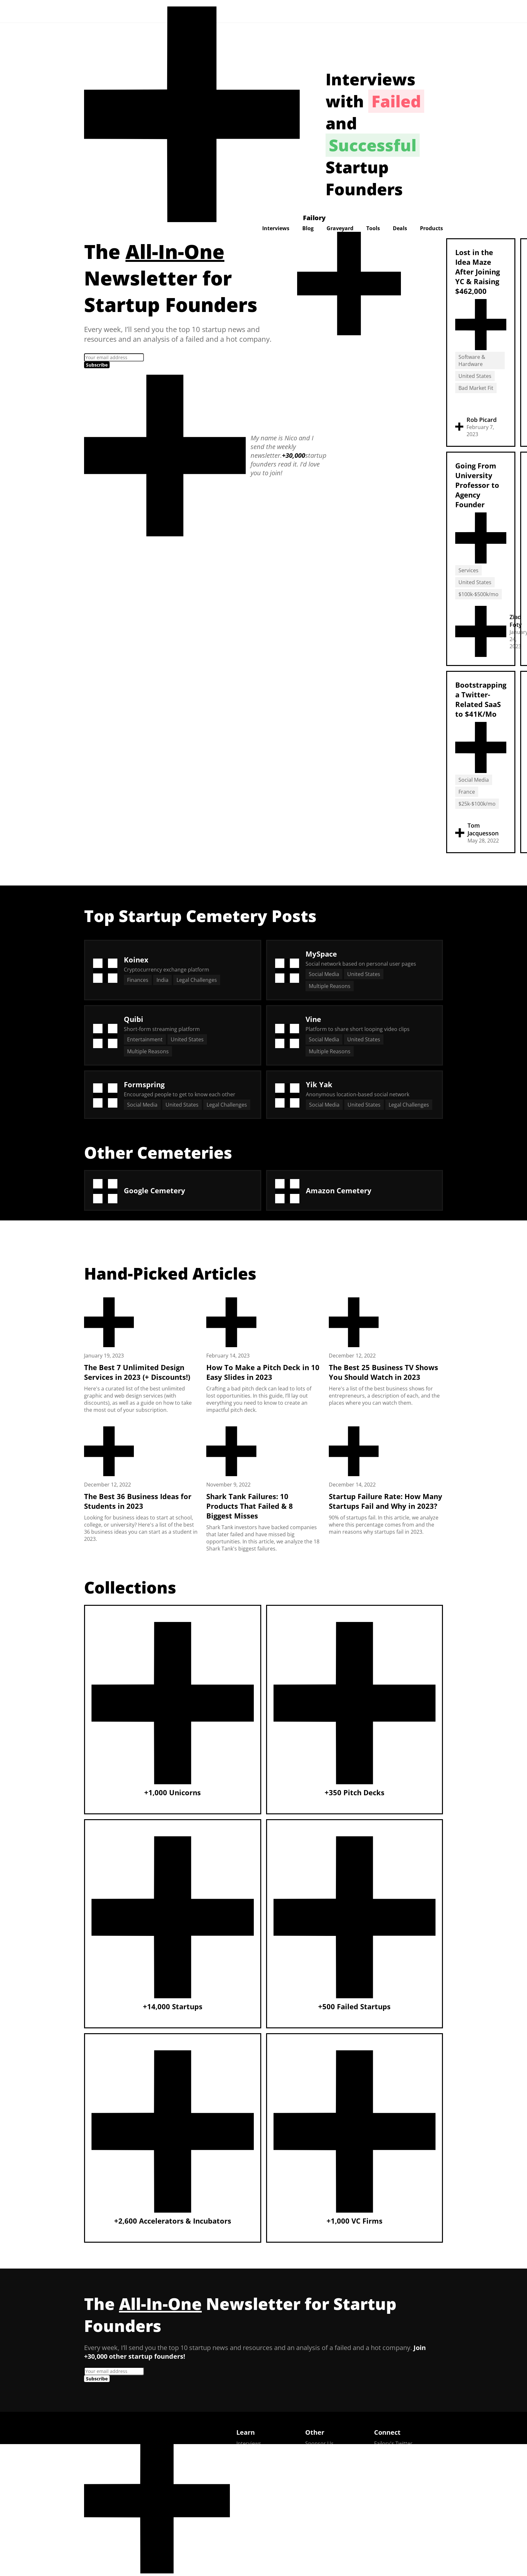 Interviews
with Failed
and
Successful
Startup
Founders
Failory
Interviews Blog Graveyard Tools Deals Products
The All-In-One
Newsletter for
Startup Founders
Every week, I'll send you the top 10 startup news and
resources and an analysis of a failed and a hot company.
Your email address
Subscribe
My name is Nico and I
send the weekly
newsletter.+30,000startup
founders read it. I'd love
you to join!
Lost in the
Idea Maze
After Joining
YC & Raising
$462,000
Software &
Hardware
United States
Bad Market Fit
Rob Picard
February 7,
2023
Going From
University
Professor to
Agency
Founder
Services
United States
$100k-$500k/mo
24,
2023
Bootstrapping
a Twitter-
Related SaaS
to $41K/Mo
Social Media
France
$25k-$100k/mo
Tom
Jacquesson
May 28, 2022
Top Startup Cemetery Posts
Koinex
Cryptocurrency exchange platform
Finances India Legal Challenges
MySpace
Social network based on personal user pages
Social Media United States
Multiple Reasons
Quibi
Short-form streaming platform
Entertainment United States
Multiple Reasons
Vine
Platform to share short looping video clips
Social Media United States
Multiple Reasons
Formspring
Encouraged people to get to know each other
Social Media United States Legal Challenges
Yik Yak
Anonymous location-based social network
Social Media United States Legal Challenges
Other Cemeteries
Google Cemetery
Amazon Cemetery
Hand-Picked Articles
January 19, 2023
The Best 7 Unlimited Design
Services in 2023 (+ Discounts!)
Here's a curated list of the best unlimited
graphic and web design services (with
discounts), as well as a guide on how to take
the most out of your subscription.
February 14, 2023
How To Make a Pitch Deck in 10
Easy Slides in 2023
Crafting a bad pitch deck can lead to lots of
lost opportunities. In this guide, I'll lay out
everything you need to know to create an
impactful pitch deck.
December 12, 2022
The Best 25 Business TV Shows
You Should Watch in 2023
Here's a list of the best business shows for
entrepreneurs, a description of each, and the
places where you can watch them.
December 12, 2022
The Best 36 Business Ideas for
Students in 2023
Looking for business ideas to start at school,
college, or university? Here's a list of the best
36 business ideas you can start as a student in
2023.
November 9, 2022
Shark Tank Failures: 10
Products That Failed & 8
Biggest Misses
Shark Tank investors have backed companies
that later failed and have missed big
opportunities. In this article, we analyze the 18
Shark Tank's biggest failures.
December 14, 2022
Startup Failure Rate: How Many
Startups Fail and Why in 2023?
90% of startups fail. In this article, we analyze
where this percentage comes from and the
main reasons why startups fail in 2023.
Collections
+1,000 Unicorns
+350 Pitch Decks
+14,000 Startups
+500 Failed Startups
+2,600 Accelerators & Incubators
+1,000 VC Firms
The All-In-One Newsletter for Startup
Founders
Every week, I'll send you the top 10 startup news and resources and an analysis of a failed and a hot company. Join
+30,000 other startup founders!
Your email address
Subscribe
Learn Other Connect